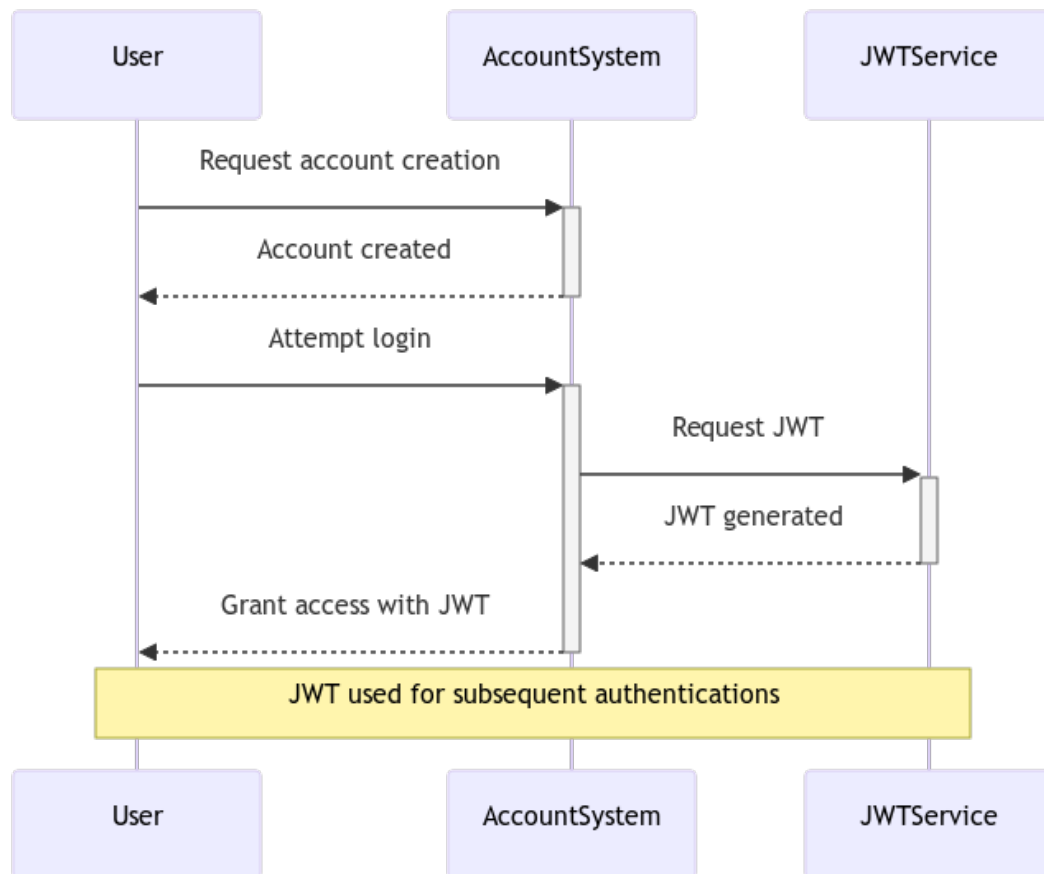 User AccountSystem JWTService
Request account creation
Account created
Attempt login
Request JWT
JWT generated
Grant access with JWT
JWT used for subsequent authentications
User AccountSystem JWTService